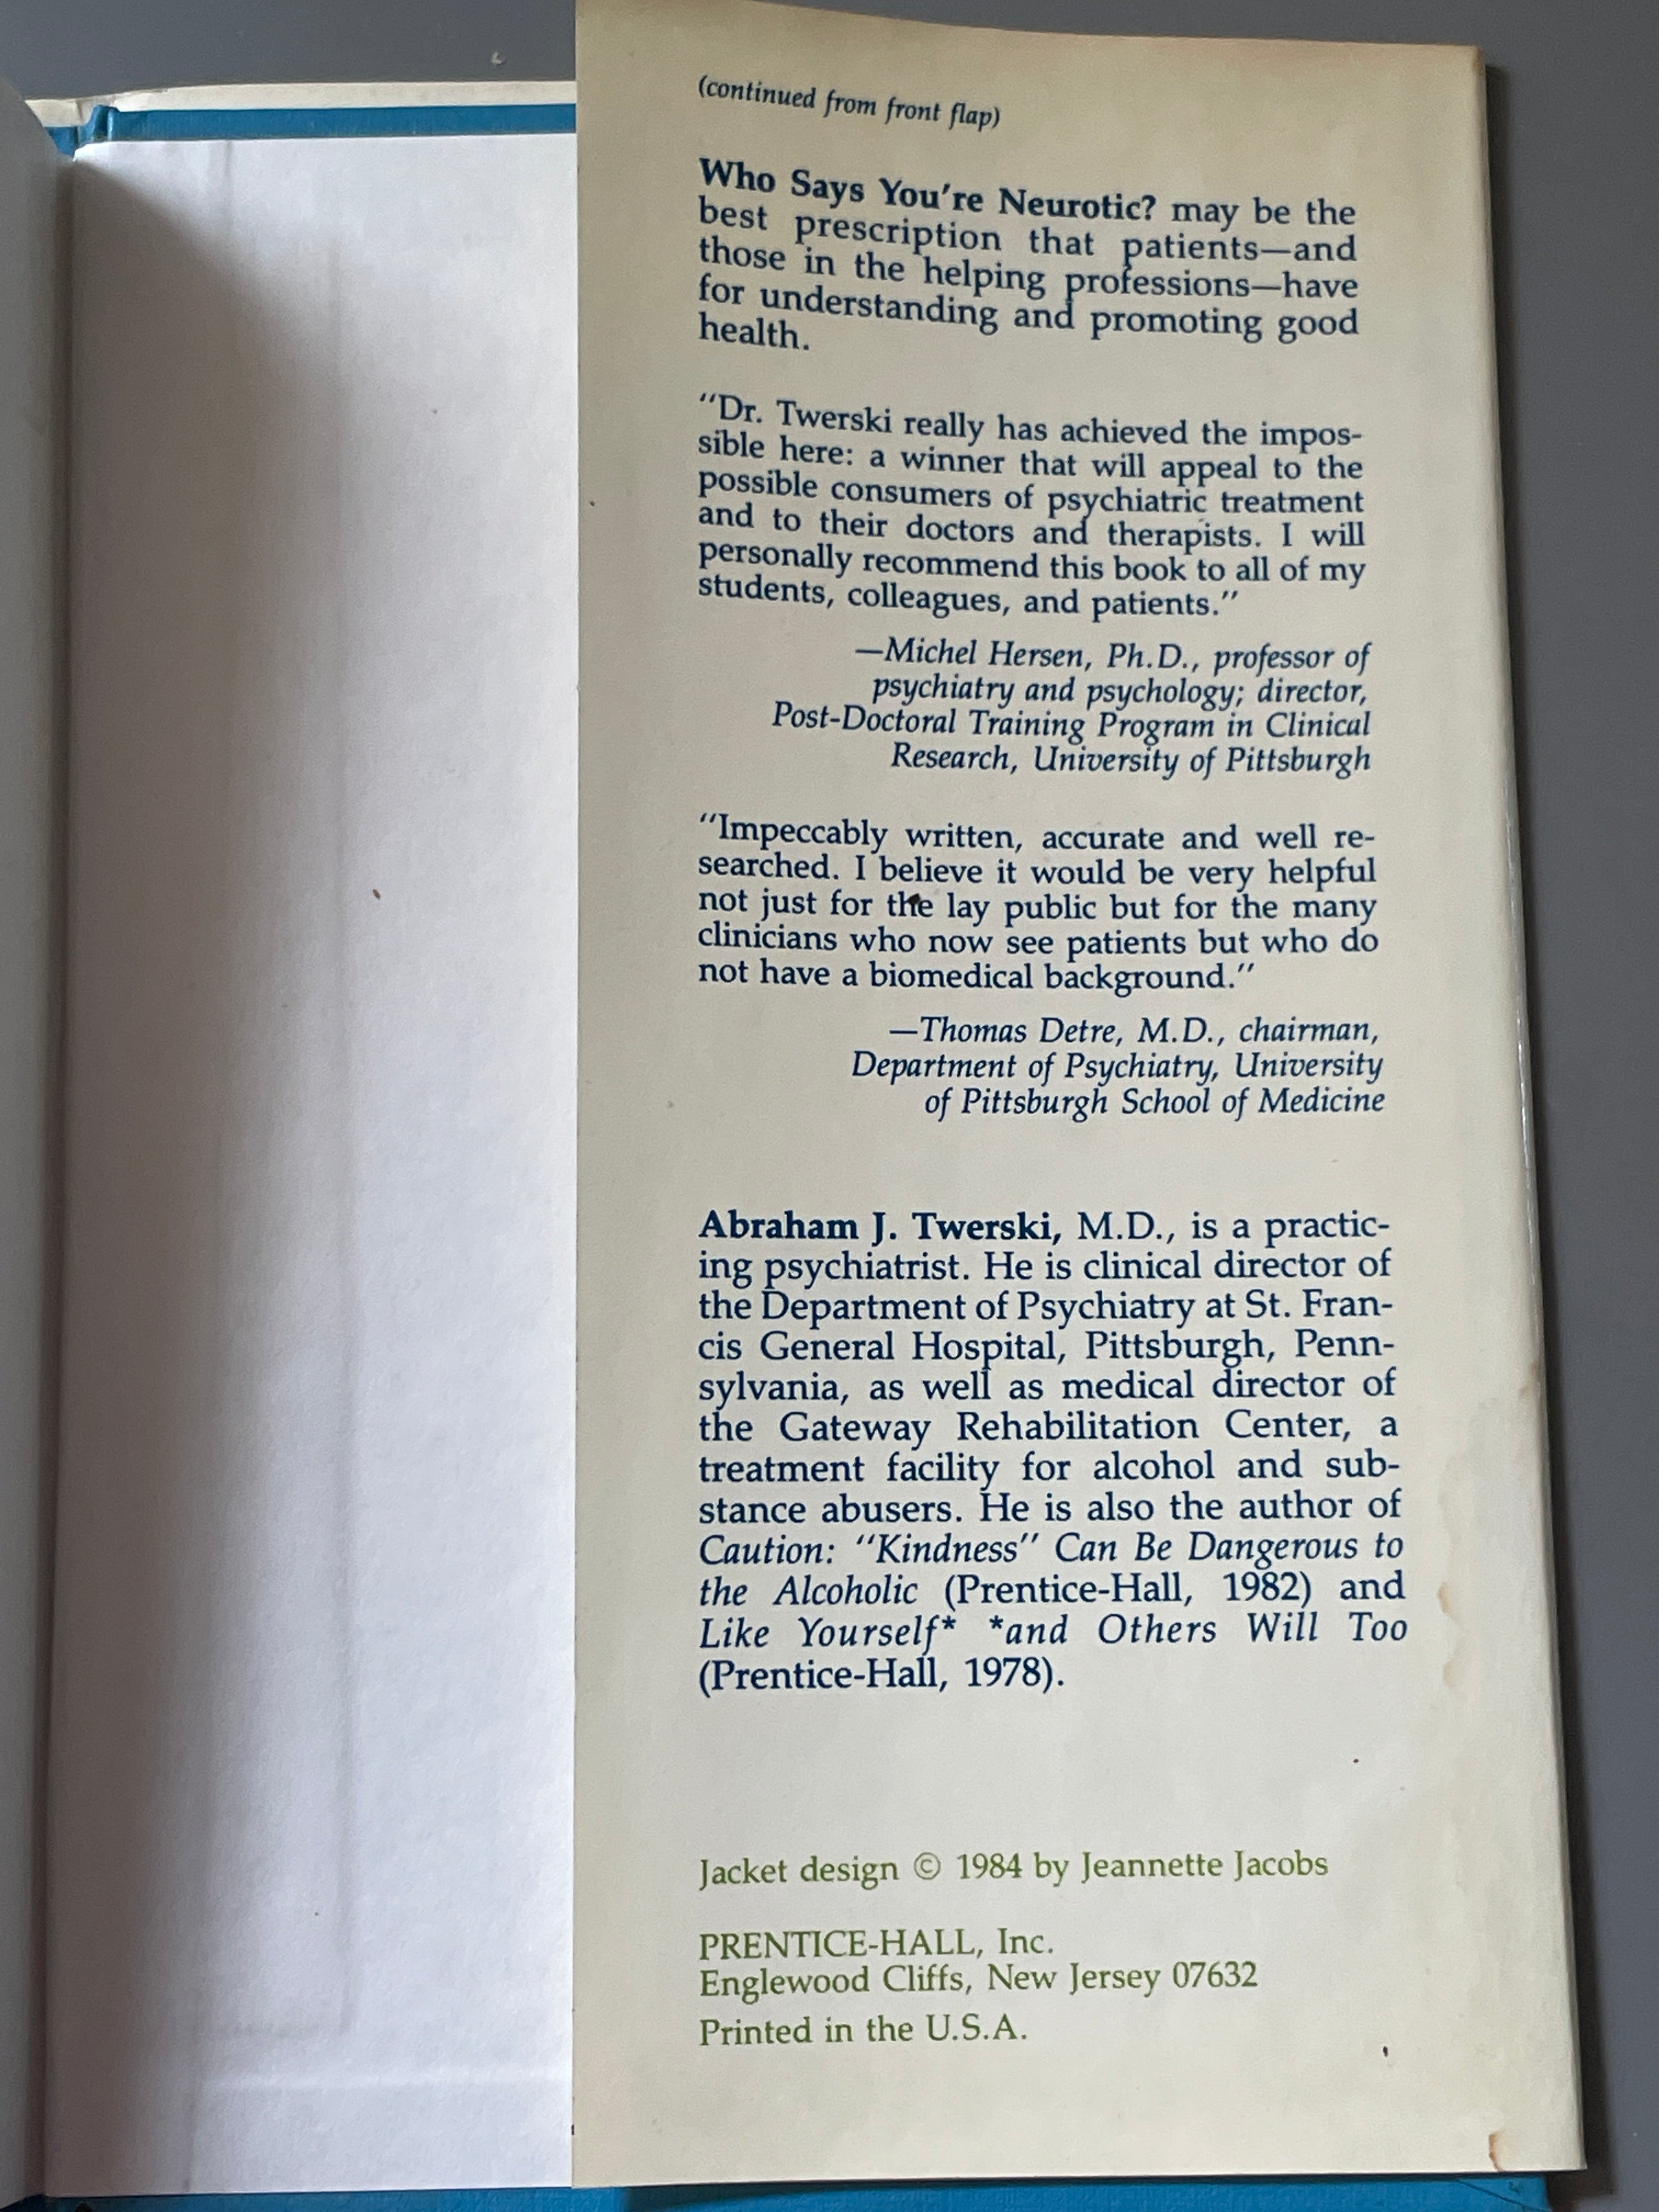 (continued from front flap)
Who Says You're Neurotic? may be the
best prescription that patients—and
those in the helping professions—have
for understanding and promoting good
health.
"Dr. Twerski really has achieved the impos-
sible here: a winner that will appeal to the
possible consumers of psychiatric treatment
and to their doctors and therapists. I will
personally recommend this book to all of my
students, colleagues, and patients."
—Michel Hersen, Ph.D., professor of
psychiatry and psychology; director,
Post-Doctoral Training Program in Clinical
Research, University of Pittsburgh
"Impeccably written, accurate and well re-
searched. I believe it would be very helpful
not just for the lay public but for the many
clinicians who now see patients but who do
not have a biomedical background."
—Thomas Detre, M.D., chairman,
Department of Psychiatry, University
of Pittsburgh School of Medicine
Abraham J. Twerski, M.D., is a practic-
ing psychiatrist. He is clinical director of
the Department of Psychiatry at St. Fran-
cis General Hospital, Pittsburgh, Penn-
sylvania, as well as medical director of
the Gateway Rehabilitation Center, a
treatment facility for alcohol and sub-
stance abusers. He is also the author of
Caution: "Kindness" Can Be Dangerous to
the Alcoholic (Prentice-Hall, 1982) and
Like Yourself* *and Others Will Too
(Prentice-Hall, 1978).
Jacket design © 1984 by Jeannette Jacobs
PRENTICE-HALL, Inc.
Englewood Cliffs, New Jersey 07632
Printed in the U.S.A.